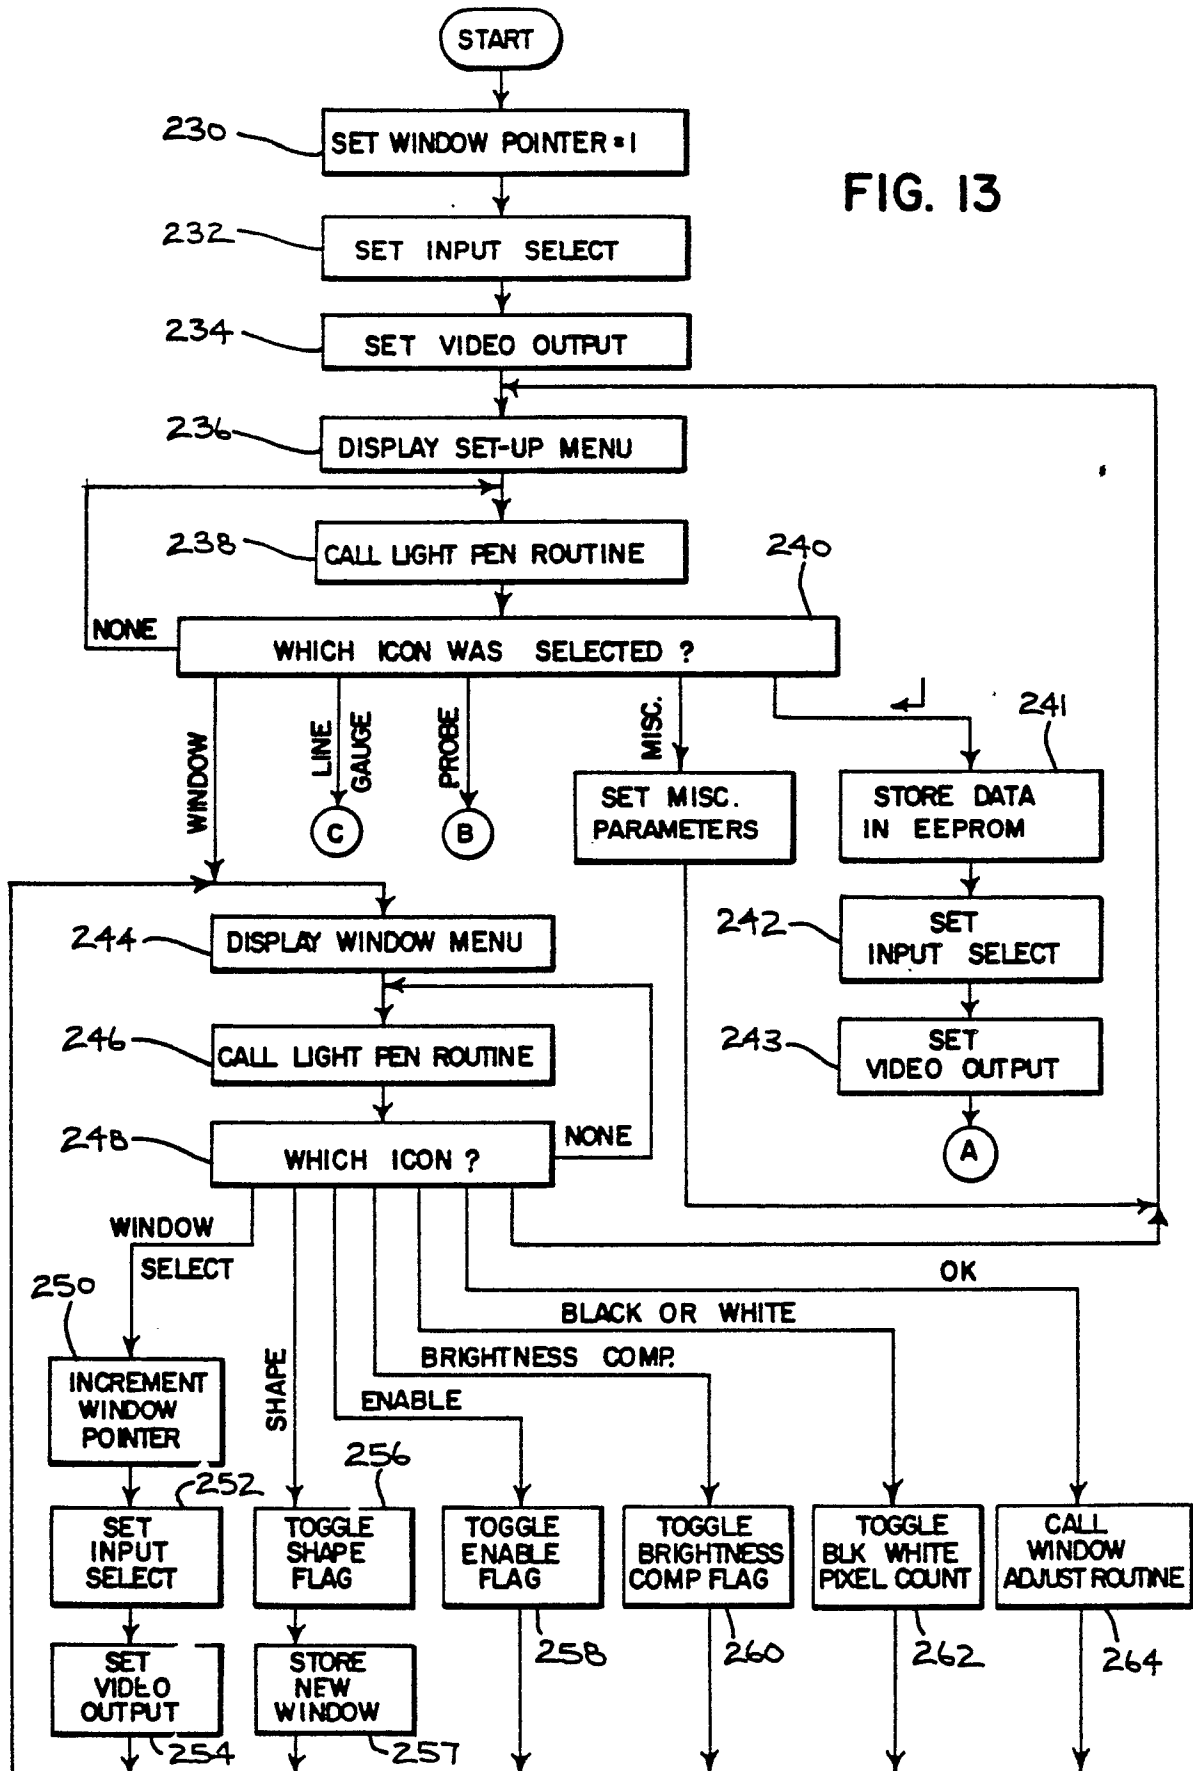 START
230
SET WINDOW POINTER = 1
FIG. 13
232
SET INPUT SELECT
234
SET VIDEO OUTPUT
236
DISPLAY SET-UP MENU
238
CALL LIGHT PEN ROUTINE
240
NONE
WHICH ICON WAS SELECTED ?
WINDOW
LINE
GAUGE
PROBE
MISC.
241
C
B
SET MISC.
PARAMETERS
STORE DATA
IN EEPROM
242
SET
INPUT SELECT
244
DISPLAY WINDOW MENU
243
SET
VIDEO OUTPUT
246
CALL LIGHT PEN ROUTINE
A
248
WHICH ICON ?
NONE
WINDOW
SELECT
OK
BLACK OR WHITE
BRIGHTNESS COMP.
ENABLE
SHAPE
250
INCREMENT
WINDOW
POINTER
252
SET
INPUT
SELECT
256
TOGGLE
SHAPE
FLAG
TOGGLE
ENABLE
FLAG
TOGGLE
BRIGHTNESS
COMP FLAG
TOGGLE
BLK WHITE
PIXEL COUNT
CALL
WINDOW
ADJUST ROUTINE
258
260
262
264
SET
VIDEO
OUTPUT
254
STORE
NEW
WINDOW
257